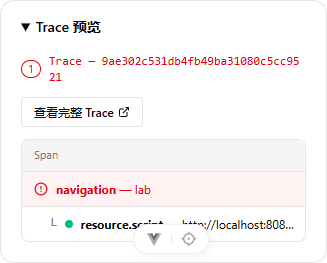 ▼ Trace 预览
1 Trace — 9ae302c531db4fb49ba31080c5cc95
21
查看完整 Trace
Span
navigation — lab
resource.script — http://localhost:808...